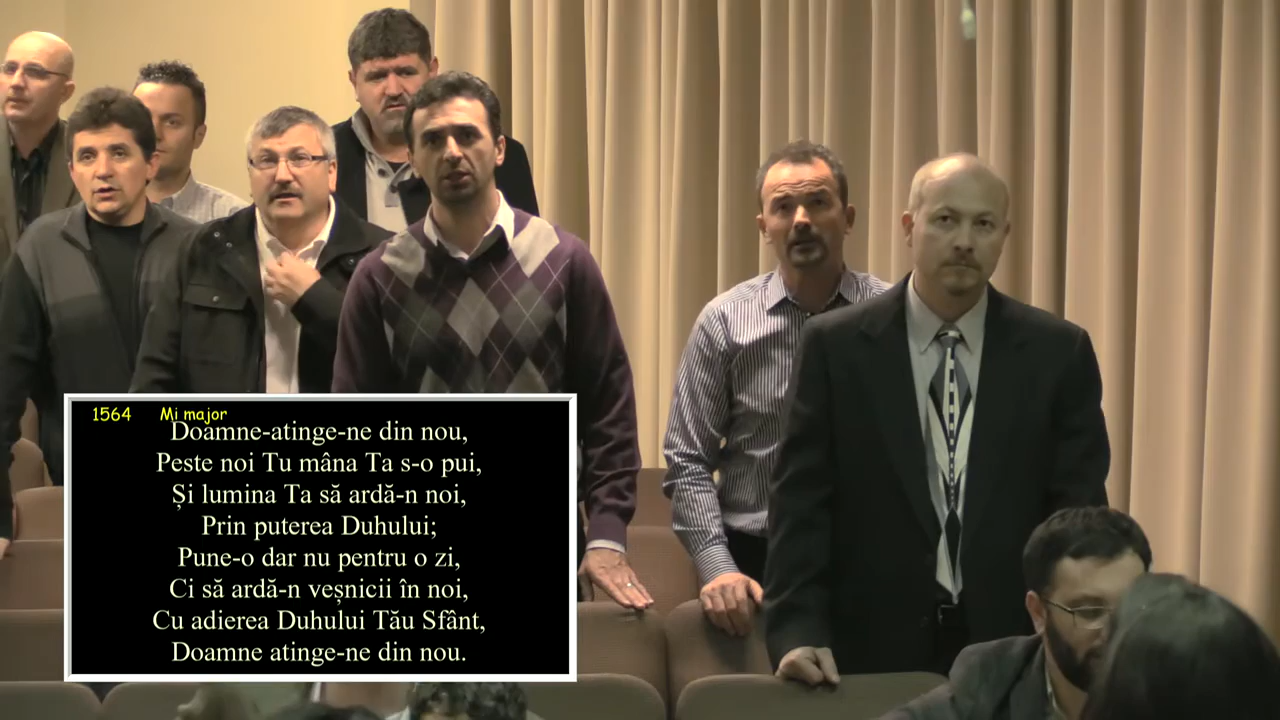 1564 Mi major
Doamne-atinge-ne din nou,
Peste noi Tu mâna Ta s-o pui,
Și lumina Ta să ardă-n noi,
Prin puterea Duhului;
Pune-o dar nu pentru o zi,
Ci să ardă-n veșnicii în noi,
Cu adierea Duhului Tău Sfânt,
Doamne atinge-ne din nou.